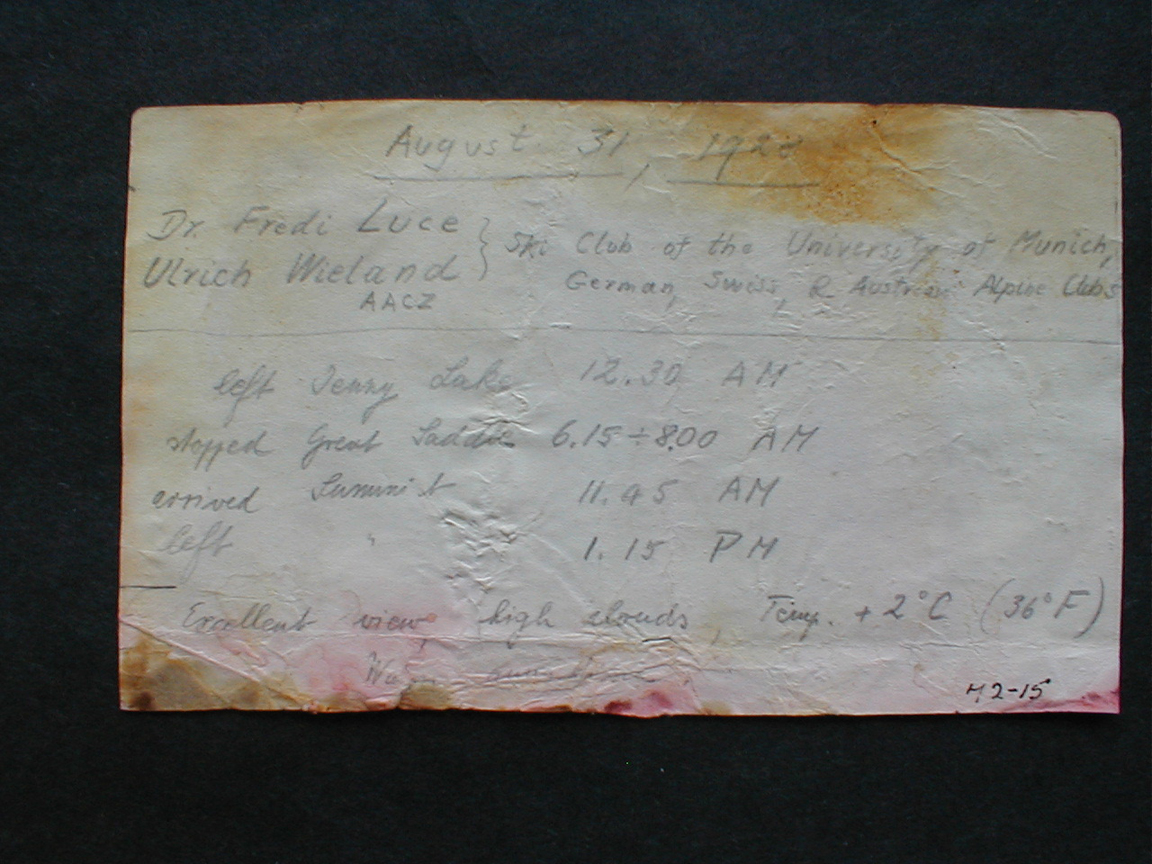 August 31, 1928
Dr. Fredi Luce } Ski Club of the University of Munich,
Ulrich Wieland German, Swiss, & Austrian Alpine Clubs
AACZ
left Jenny Lake 12.30 AM
stopped Great Saddle 6.15÷8.00 AM
arrived Summit 11.45 AM
left " 1.15 PM
Excellent view, high clouds, Temp. +2°C (36°F)
Warm
M2-15